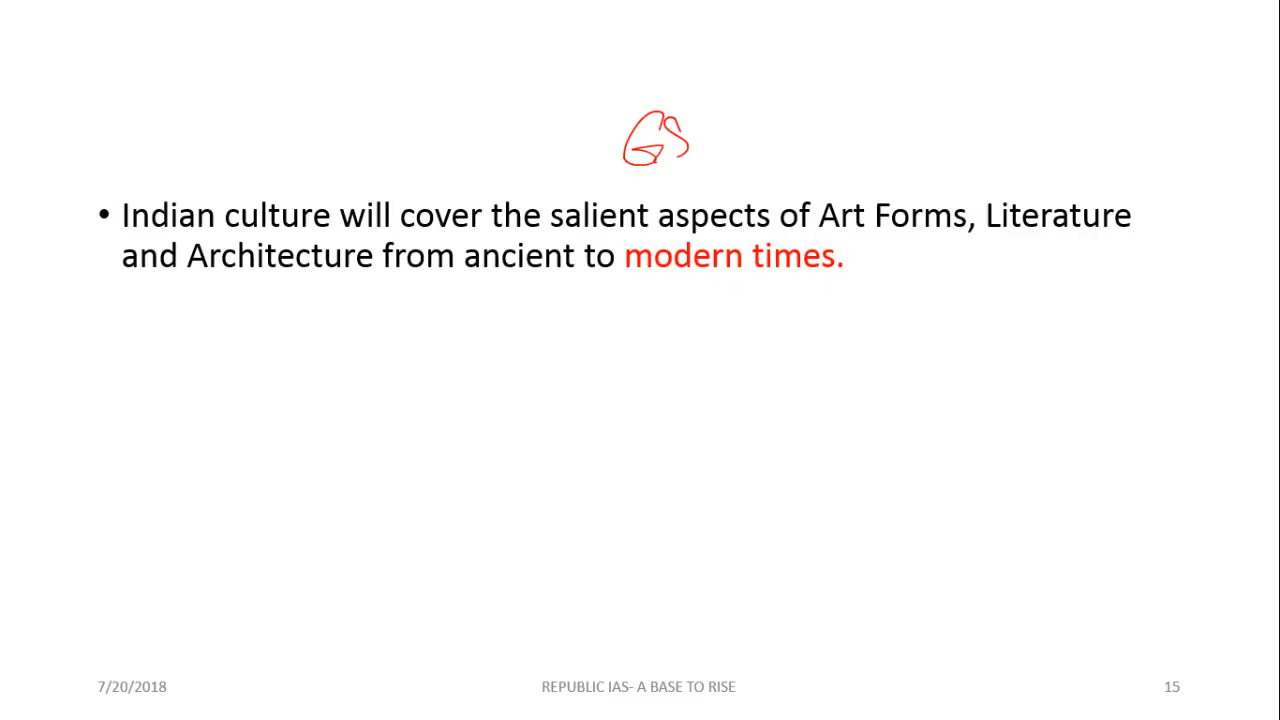 GS
• Indian culture will cover the salient aspects of Art Forms, Literature
and Architecture from ancient to modern times.
7/20/2018
REPUBLIC IAS- A BASE TO RISE
15